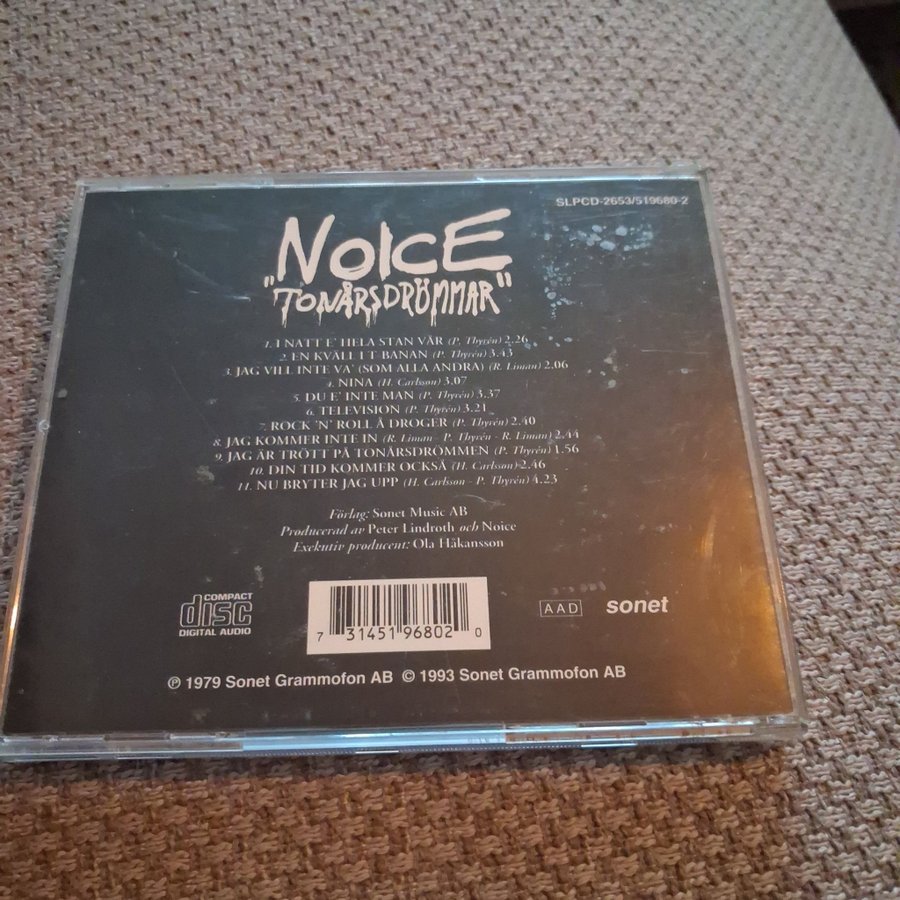 SLPCD-2653/519680-2
NOICE
"TONÅRSDRÖMMAR"
1. I NATT E' HELA STAN VÅR (P. Thyrén) 2.26
2. EN KVÄLL I T BANAN (P. Thyrén) 3.43
3. JAG VILL INTE VA' (SOM ALLA ANDRA) (R. Liman) 2.06
4. NINA (H. Carlsson) 3.07
5. DU E' INTE MAN (P. Thyrén) 3.37
6. TELEVISION (P. Thyrén) 3.21
7. ROCK 'N' ROLL Å DROGER (P. Thyrén) 2.40
8. JAG KOMMER INTE IN (R. Liman - P. Thyrén - R. Liman) 2.44
9. JAG ÄR TRÖTT PÅ TONÅRSDRÖMMEN (P. Thyrén) 1.56
10. DIN TID KOMMER OCKSÅ (H. Carlsson) 2.46
11. NU BRYTER JAG UPP (H. Carlsson - P. Thyrén) 4.23
Förlag: Sonet Music AB
Producerad av Peter Lindroth och Noice
Exekutiv producent: Ola Håkansson
COMPACT
disc
DIGITAL AUDIO
7 31451 96802 0
AAD
sonet
℗ 1979 Sonet Grammofon AB © 1993 Sonet Grammofon AB